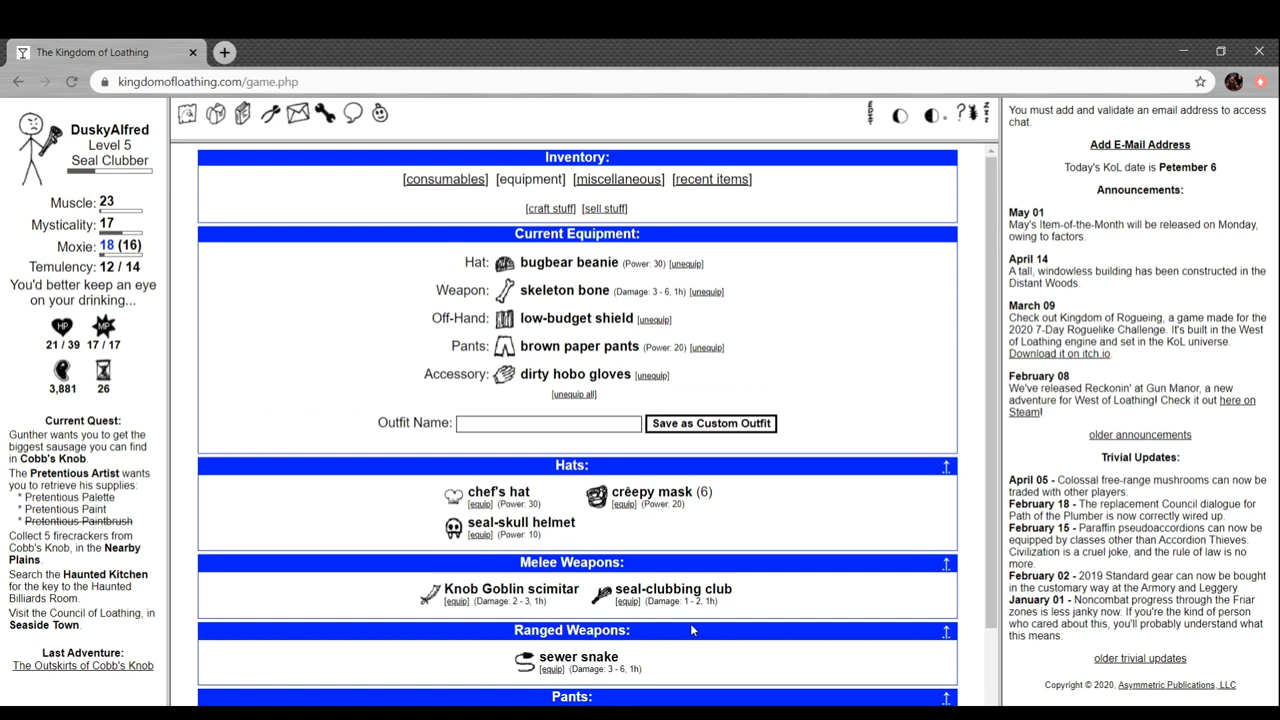 The Kingdom of Loathing
kingdomofloathing.com/game.php
DuskyAlfred
Level 5
Seal Clubber
Muscle: 23
Mysticality: 17
Moxie: 18 (16)
Temulency: 12 / 14
You'd better keep an eye
on your drinking...
HP
MP
21 / 39
17 / 17
3,881
26
Current Quest:
Gunther wants you to get the
biggest sausage you can find
in Cobb's Knob.
The Pretentious Artist wants
you to retrieve his supplies:
* Pretentious Palette
* Pretentious Paint
* Pretentious Paintbrush
Collect 5 firecrackers from
Cobb's Knob, in the Nearby
Plains.
Search the Haunted Kitchen
for the key to the Haunted
Billiards Room.
Visit the Council of Loathing, in
Seaside Town.
Last Adventure:
The Outskirts of Cobb's Knob
Inventory:
[consumables] [equipment] [miscellaneous] [recent items]
[craft stuff] [sell stuff]
Current Equipment:
Hat: bugbear beanie (Power: 30) [unequip]
Weapon: skeleton bone (Damage: 3 - 6, 1h) [unequip]
Off-Hand: low-budget shield [unequip]
Pants: brown paper pants (Power: 20) [unequip]
Accessory: dirty hobo gloves [unequip]
[unequip all]
Outfit Name: Save as Custom Outfit
Hats:
chef's hat
[equip] (Power: 30)
crêepy mask (6)
[equip] (Power: 20)
seal-skull helmet
[equip] (Power: 10)
Melee Weapons:
Knob Goblin scimitar
[equip] (Damage: 2 - 3, 1h)
seal-clubbing club
[equip] (Damage: 1 - 2, 1h)
Ranged Weapons:
sewer snake
[equip] (Damage: 3 - 6, 1h)
Pants:
You must add and validate an email address to access
chat.
Add E-Mail Address
Today's KoL date is Petember 6
Announcements:
May 01
May's Item-of-the-Month will be released on Monday,
owing to factors.
April 14
A tall, windowless building has been constructed in the
Distant Woods.
March 09
Check out Kingdom of Rogueing, a game made for the
2020 7-Day Roguelike Challenge. It's built in the West
of Loathing engine and set in the KoL universe.
Download it on itch.io.
February 08
We've released Reckonin' at Gun Manor, a new
adventure for West of Loathing! Check it out here on
Steam!
older announcements
Trivial Updates:
April 05 - Colossal free-range mushrooms can now be
traded with other players.
February 18 - The replacement Council dialogue for
Path of the Plumber is now correctly wired up.
February 15 - Paraffin pseudoaccordions can now be
equipped by classes other than Accordion Thieves.
Civilization is a cruel joke, and the rule of law is no
more.
February 02 - 2019 Standard gear can now be bought
in the customary way at the Armory and Leggery.
January 01 - Noncombat progress through the Friar
zones is less janky now. If you're the kind of person
who cared about this, you'll probably understand what
this means.
older trivial updates
Copyright © 2020, Asymmetric Publications, LLC